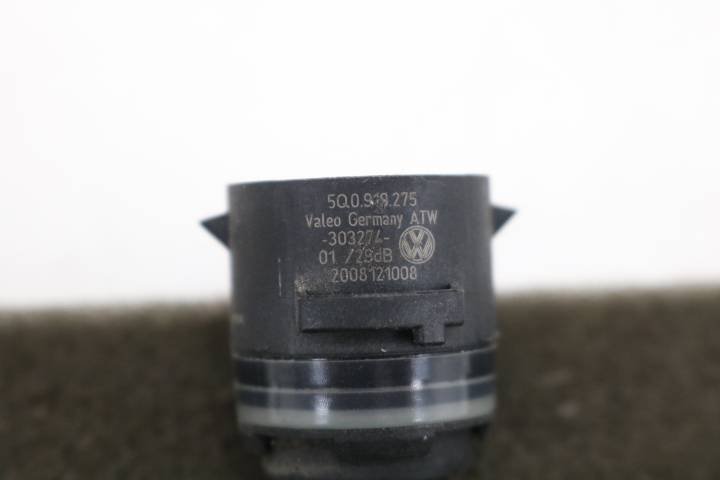 5Q0.919.275
Valeo Germany ATW
-303274-
01 /28dB
2008121008